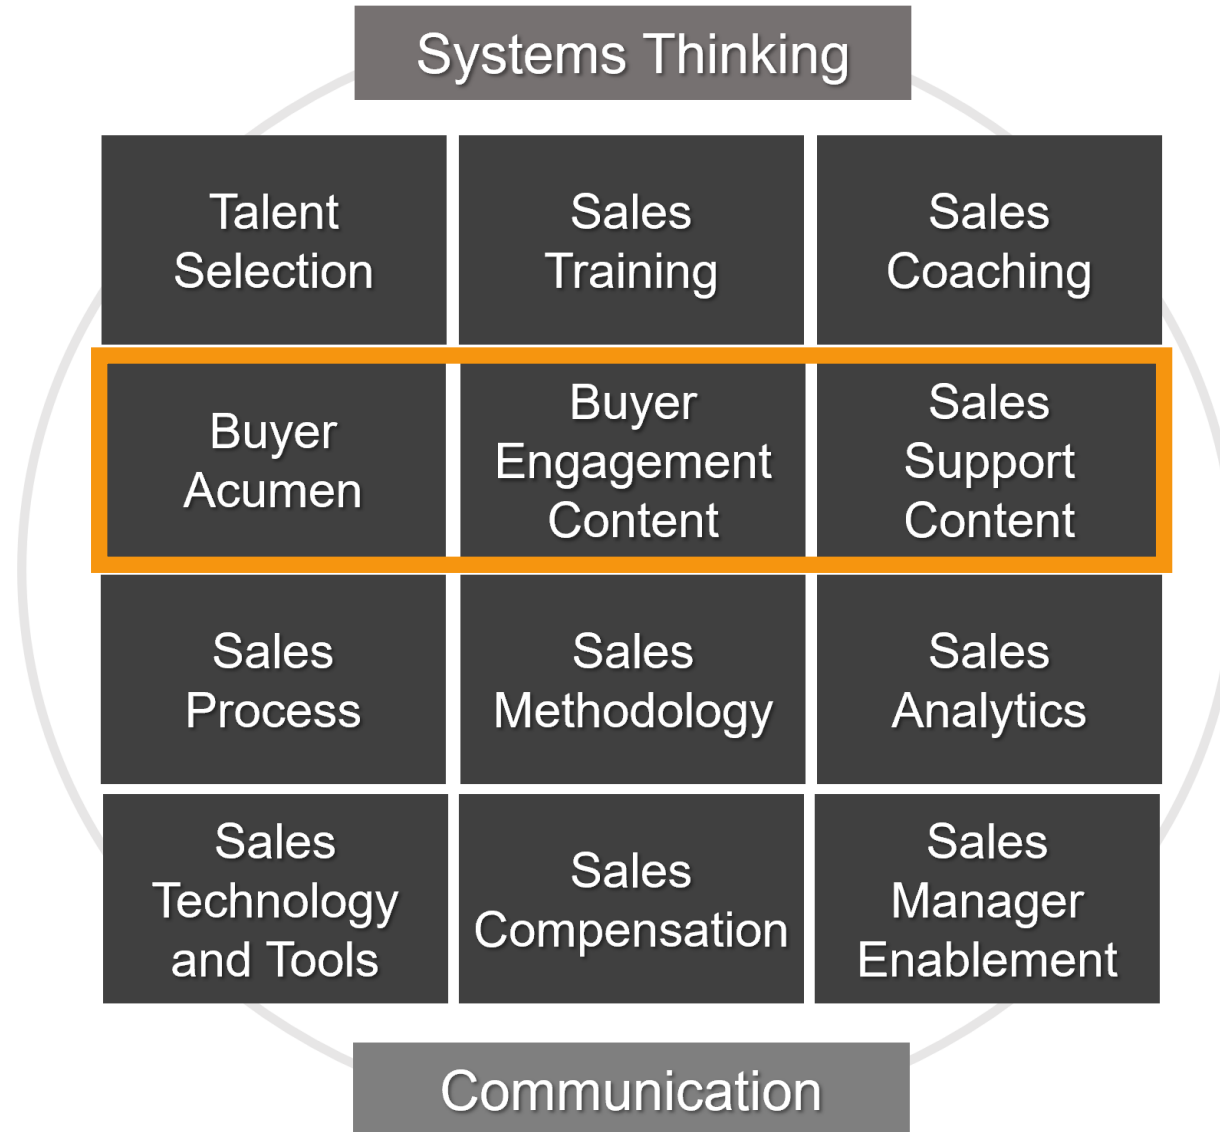 Systems Thinking
Talent
Selection
Sales
Training
Sales
Coaching
Buyer
Acumen
Buyer
Engagement
Content
Sales
Support
Content
Sales
Process
Sales
Methodology
Sales
Analytics
Sales
Technology
and Tools
Sales
Compensation
Sales
Manager
Enablement
Communication